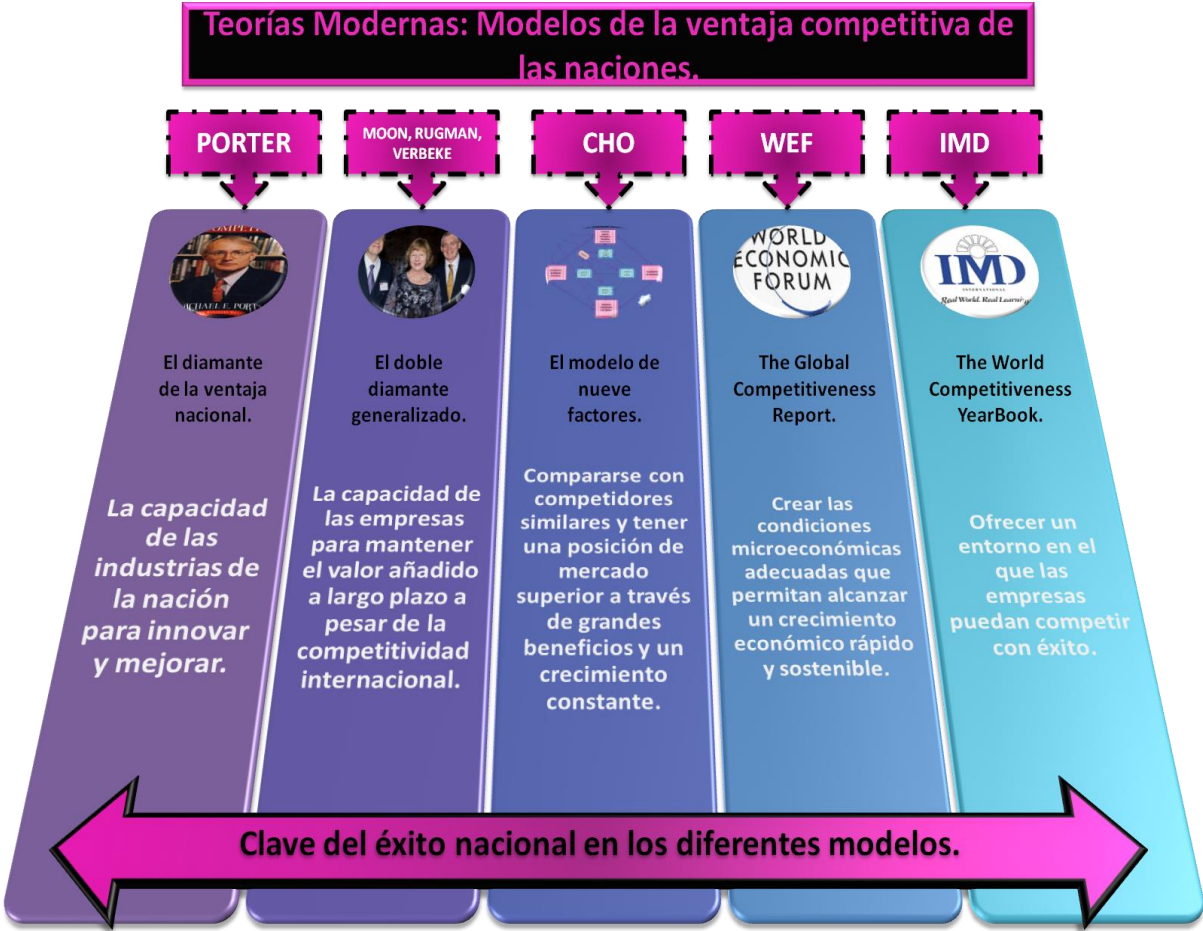 Teorías Modernas: Modelos de la ventaja competitiva de
las naciones.
PORTER
MOON, RUGMAN,
VERBEKE
CHO
WEF
IMD
MICHAEL E. PORT
El diamante
de la ventaja
nacional.
La capacidad
de las
industrias de
la nación
para innovar
y mejorar.
El doble
diamante
generalizado.
La capacidad de
las empresas
para mantener
el valor añadido
a largo plazo a
pesar de la
competitividad
internacional.
El modelo de
nueve
factores.
Compararse con
competidores
similares y tener
una posición de
mercado
superior a través
de grandes
beneficios y un
crecimiento
constante.
WORLD
ECONOMIC
FORUM
The Global
Competitiveness
Report.
Crear las
condiciones
microeconómicas
adecuadas que
permitan alcanzar
un crecimiento
económico rápido
y sostenible.
IMD
INTERNATIONAL
Real World. Real Learning
The World
Competitiveness
YearBook.
Ofrecer un
entorno en el
que las
empresas
puedan competir
con éxito.
Clave del éxito nacional en los diferentes modelos.